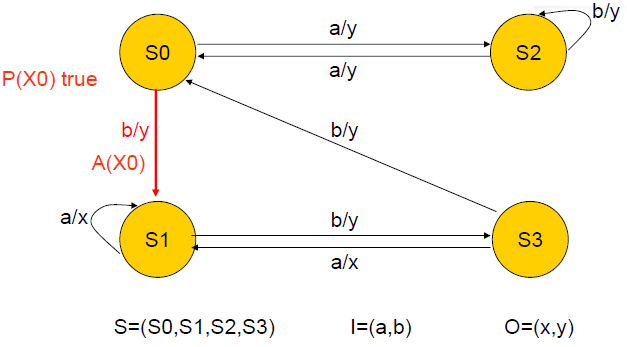 b/y
a/y
S0
S2
a/y
P(X0) true
b/y
b/y
A(X0)
a/x
b/y
S1
S3
a/x
S=(S0,S1,S2,S3)
I=(a,b)
O=(x,y)